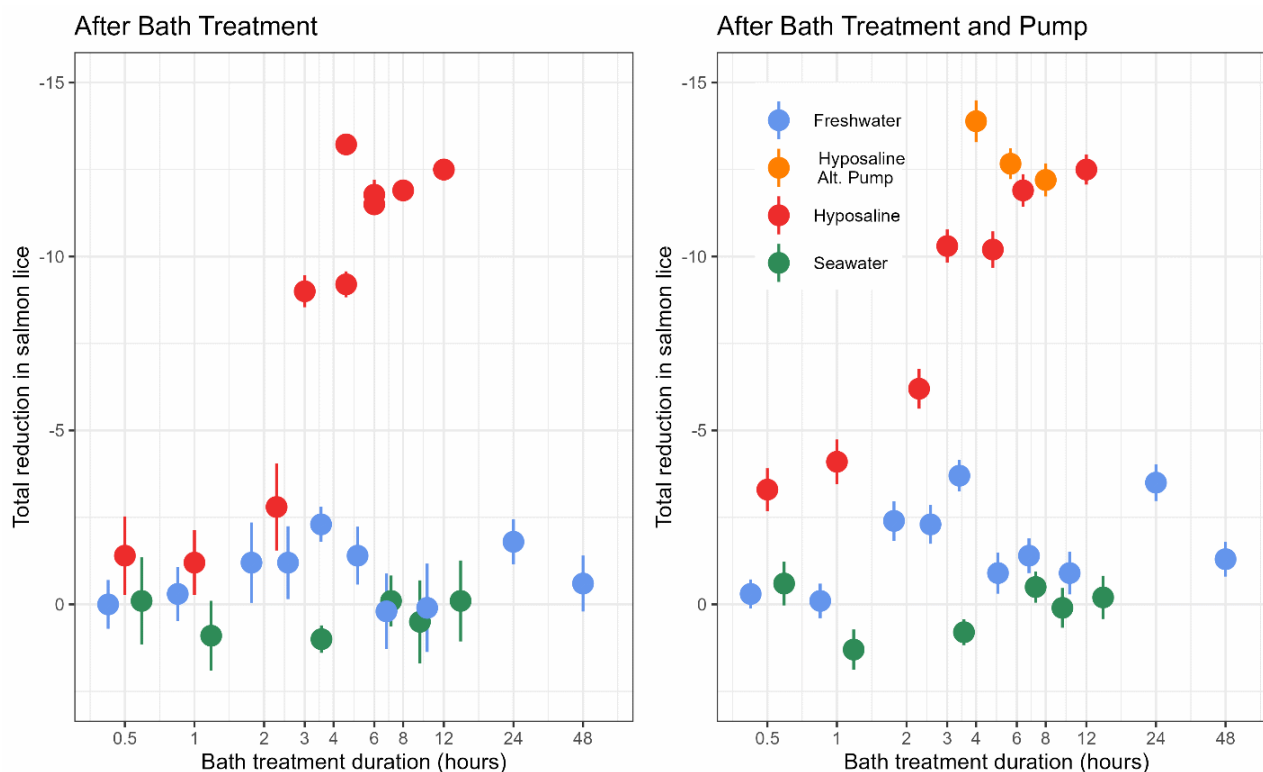 After Bath Treatment
Total reduction in salmon lice
-15
-10
-5
0
0.5 1 2 3 4 6 8 12 24 48
Bath treatment duration (hours)
After Bath Treatment and Pump
Total reduction in salmon lice
-15
-10
-5
0
Freshwater
Hyposaline
Alt. Pump
Hyposaline
Seawater
0.5 1 2 3 4 6 8 12 24 48
Bath treatment duration (hours)